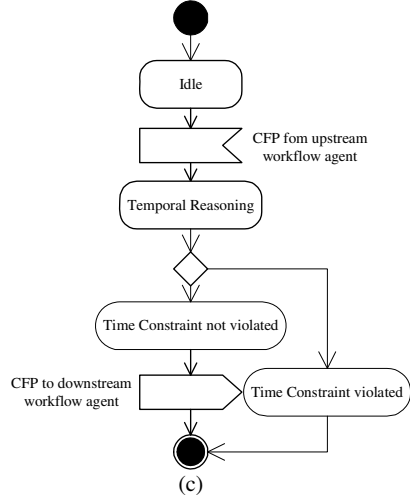 Idle
CFP fom upstream
workflow agent
Temporal Reasoning
Time Constraint not violated
CFP to downstream
workflow agent
Time Constraint violated
(c)